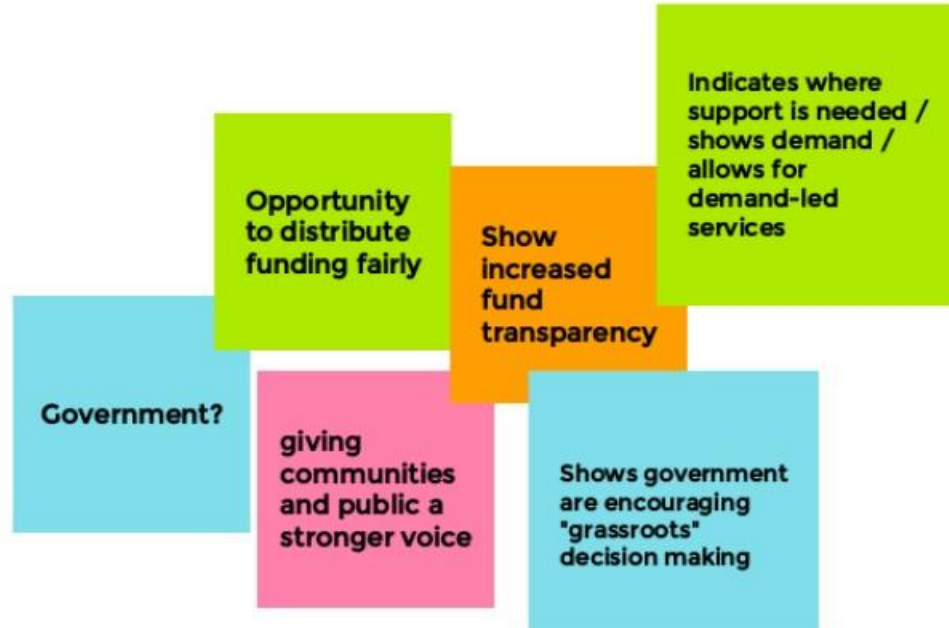 Government?
Opportunity
to distribute
funding fairly
giving
communities
and public a
stronger voice
Show
increased
fund
transparency
Indicates where
support is needed /
shows demand /
allows for
demand-led
services
Shows government
are encouraging
"grassroots"
decision making